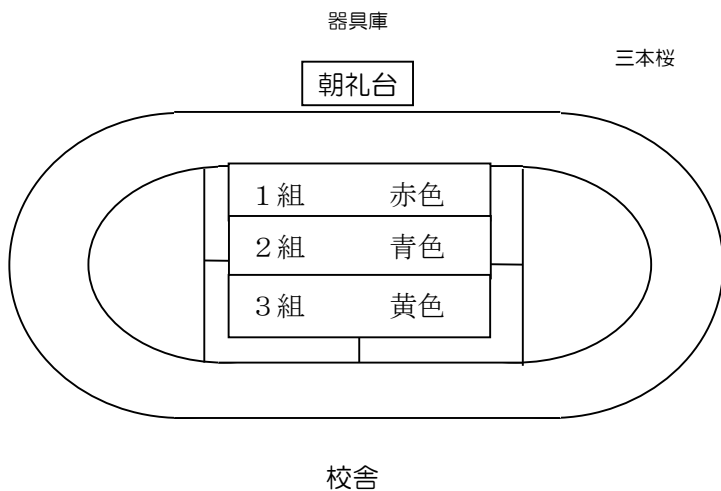 器具庫
三本桜
朝礼台
１組 赤色
２組 青色
３組 黄色
校舎